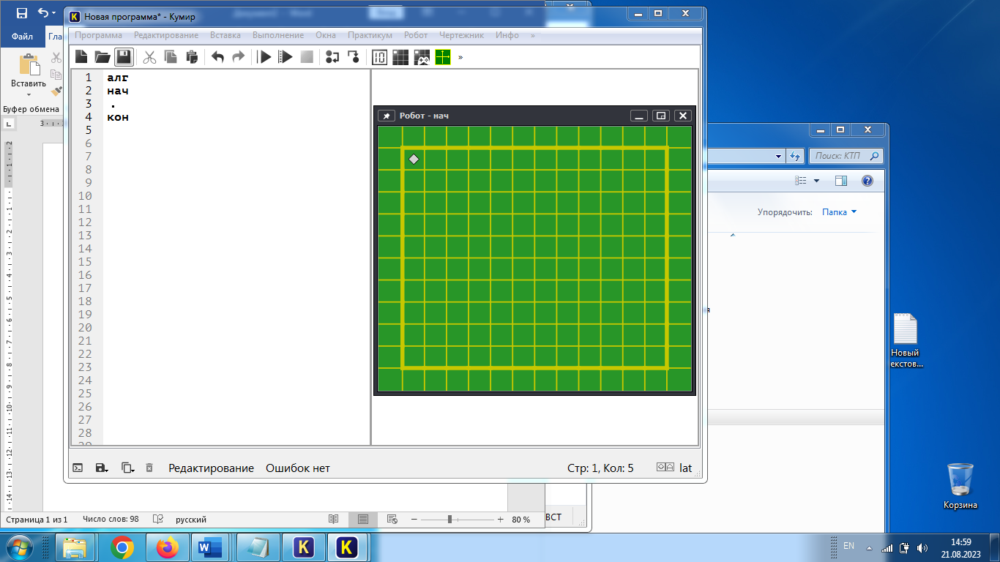 Новая программа* - Кумир
Файл
Гла
Программа Редактирование Вставка Выполнение Окна Практикум Робот Чертежник Инфо »
Вставить
Буфер обмена
1 алг
2 нач
3 .
4 кон
5
6
7
8
9
10
11
12
13
14
15
16
17
18
19
20
21
22
23
24
25
26
27
28
Робот - нач
Поиск: КТП
Упорядочить: Папка
Редактирование Ошибок нет Стр: 1, Кол: 5 lat
Страница 1 из 1 Число слов: 98 русский 80 %
ВСТ
Новый
екстов...
Корзина
EN
14:59
21.08.2023